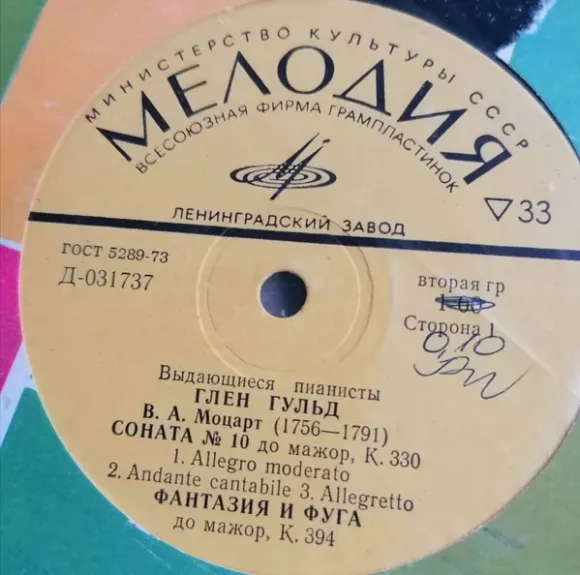 МИНИСТЕРСТВО КУЛЬТУРЫ СССР
МЕЛОДИЯ
ВСЕСОЮЗНАЯ ФИРМА ГРАМПЛАСТИНОК
ЛЕНИНГРАДСКИЙ ЗАВОД
▽33
ГОСТ 5289-73
Д-031737
вторая гр
Сторона 1
0,10
Выдающиеся пианисты
ГЛЕН ГУЛЬД
В. А. Моцарт (1756—1791)
СОНАТА № 10 до мажор, К. 330
1. Allegro moderato
2. Andante cantabile 3. Allegretto
ФАНТАЗИЯ И ФУГА
до мажор, К. 394